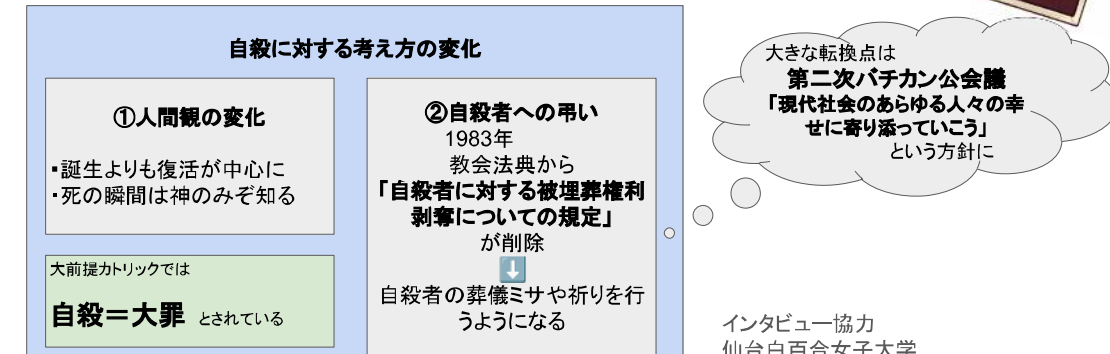 自殺に対する考え方の変化
①人間観の変化
▪誕生よりも復活が中心に
・死の瞬間は神のみぞ知る
大前提カトリックでは
自殺＝大罪 とされている
②自殺者への弔い
1983年
教会法典から
「自殺者に対する被埋葬権利
剥奪についての規定」
が削除
⬇️
自殺者の葬儀ミサや祈りを行
うようになる
大きな転換点は
第二次バチカン公会議
「現代社会のあらゆる人々の幸
せに寄り添っていこう」
という方針に
インタビュー協力
仙台白百合女子大学